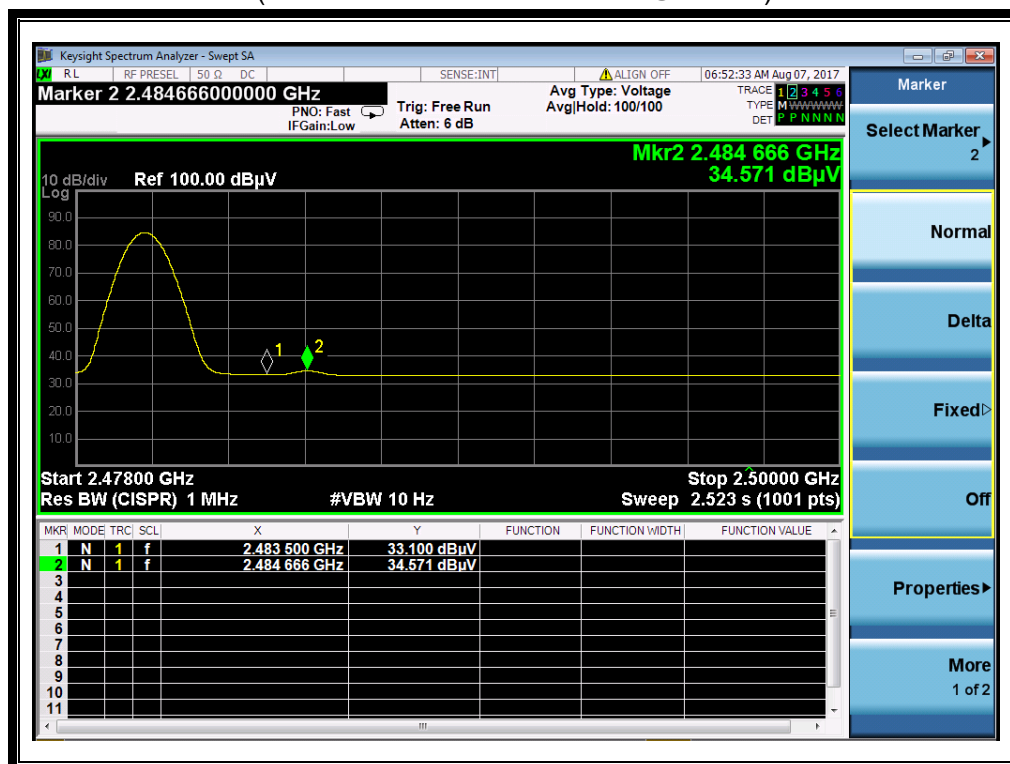 Keysight Spectrum Analyzer - Swept SA
LXI RL RF PRESEL 50 Ω DC SENSE:INT ALIGN OFF 06:52:33 AM Aug 07, 2017
Marker 2 2.484666000000 GHz
PNO: Fast
IFGain:Low
Trig: Free Run
Atten: 6 dB
Avg Type: Voltage
Avg|Hold: 100/100
TRACE 1 2 3 4 5 6
TYPE M WWWWW
DET P P N N N N
Mkr2 2.484 666 GHz
34.571 dBµV
10 dB/div Ref 100.00 dBµV
Log
90.0
80.0
70.0
60.0
50.0
40.0
30.0
20.0
10.0
1
2
Start 2.47800 GHz Stop 2.50000 GHz
Res BW (CISPR) 1 MHz #VBW 10 Hz Sweep 2.523 s (1001 pts)
MKR MODE TRC SCL X Y FUNCTION FUNCTION WIDTH FUNCTION VALUE
1 N 1 f 2.483 500 GHz 33.100 dBµV
2 N 1 f 2.484 666 GHz 34.571 dBµV
3
4
5
6
7
8
9
10
11
Marker
Select Marker
2
Normal
Delta
Fixed
Off
Properties
More
1 of 2